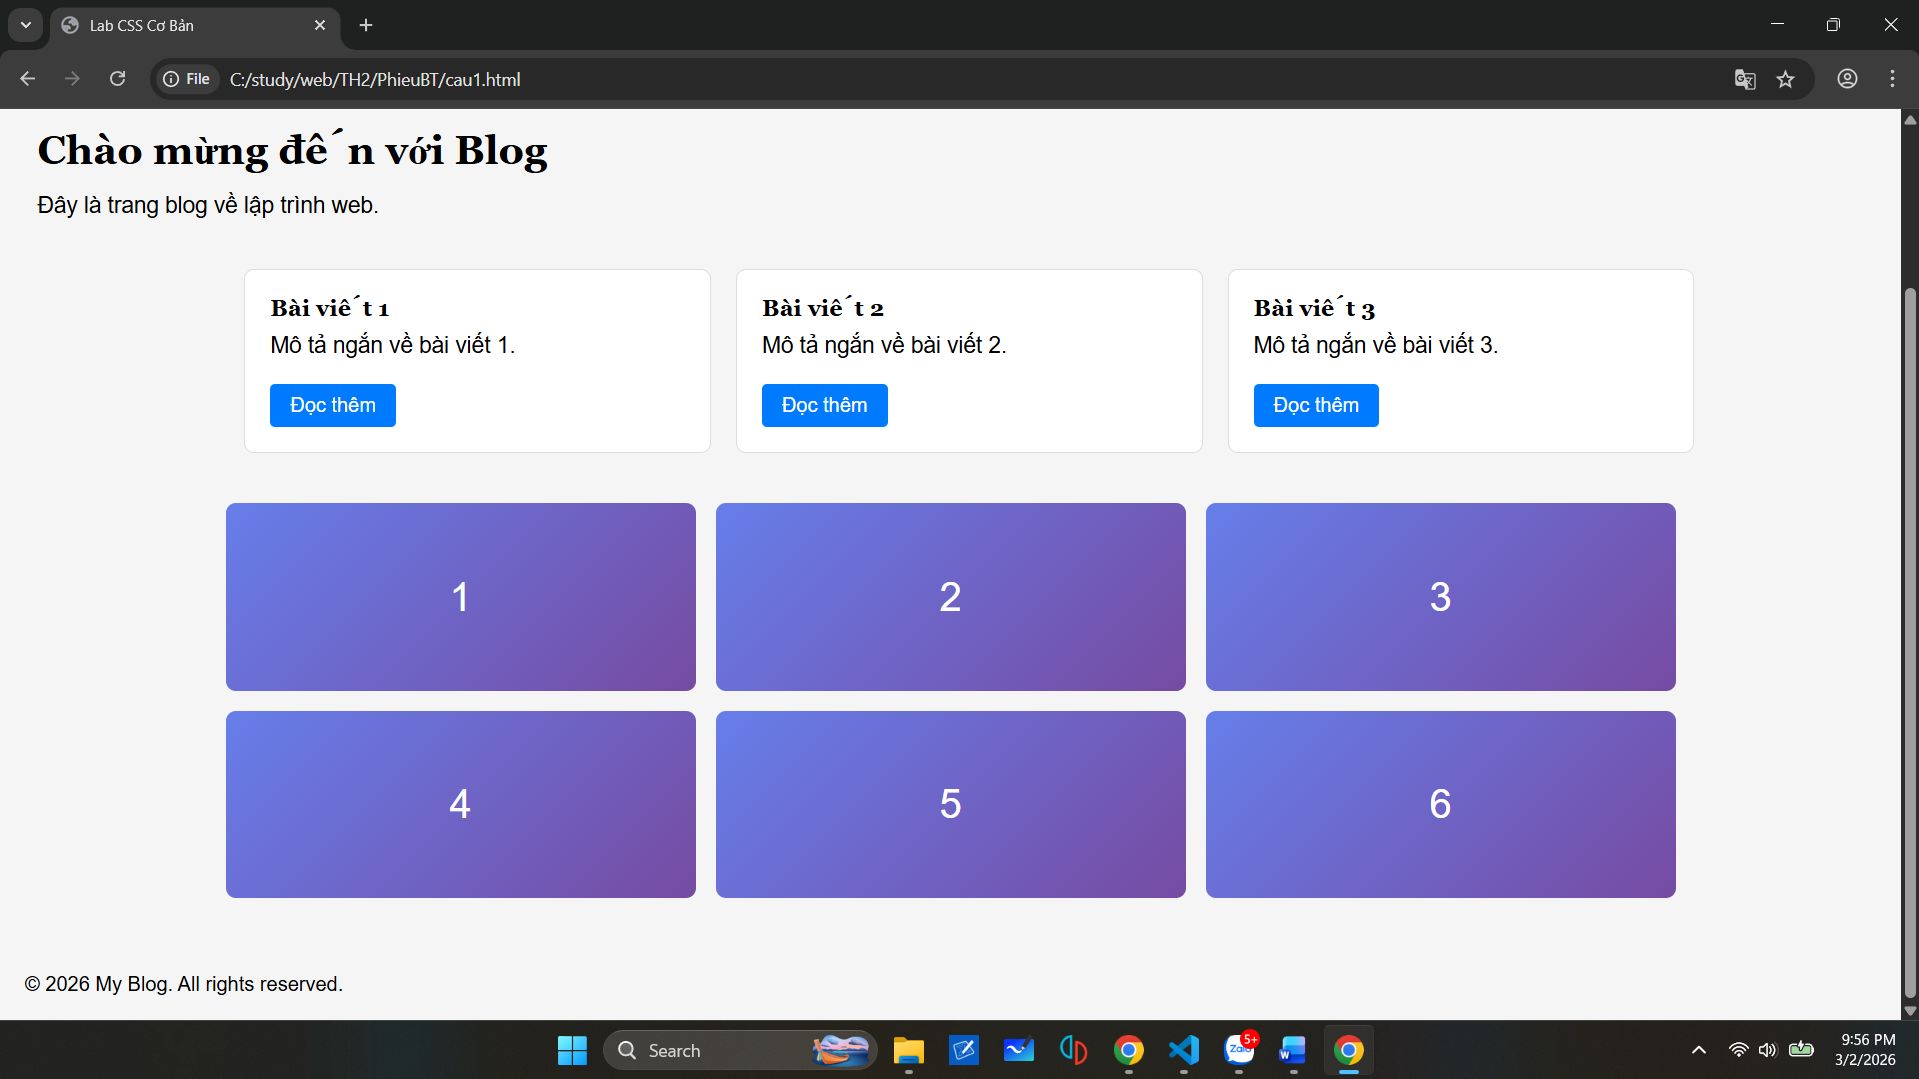 Lab CSS Cơ Bản
File
C:/study/web/TH2/PhieuBT/cau1.html
Chào mừng đến với Blog
Đây là trang blog về lập trình web.
Bài viết 1
Mô tả ngắn về bài viết 1.
Đọc thêm
Bài viết 2
Mô tả ngắn về bài viết 2.
Đọc thêm
Bài viết 3
Mô tả ngắn về bài viết 3.
Đọc thêm
1
2
3
4
5
6
© 2026 My Blog. All rights reserved.
Search
5+
Zalo
W
9:56 PM
3/2/2026